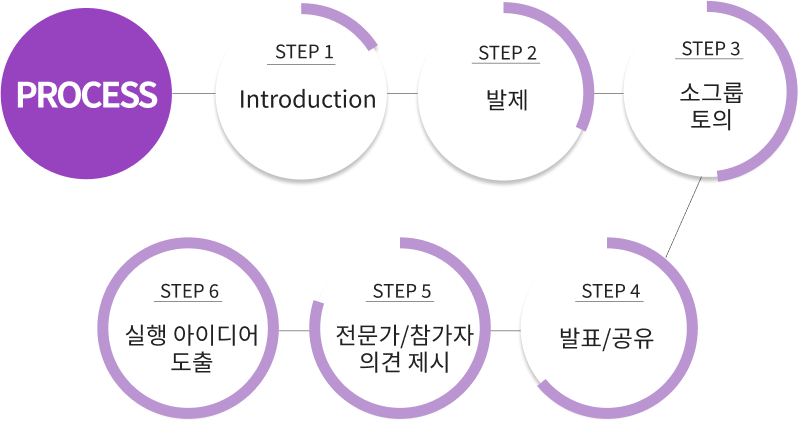 PROCESS
STEP 1
Introduction
STEP 2
발제
STEP 3
소그룹
토의
STEP 4
발표/공유
STEP 5
전문가/참가자
의견 제시
STEP 6
실행 아이디어
도출